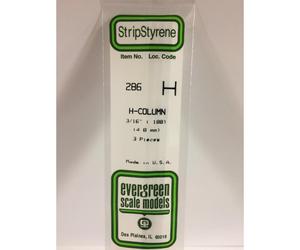 StripStyrene
Item No. Loc. Code
286 H
H-COLUMN
3/16" (.188)
(4.8 mm)
3 Pieces
Made in U.S.A.
evergreen
scale models
Des Plaines, IL 60018